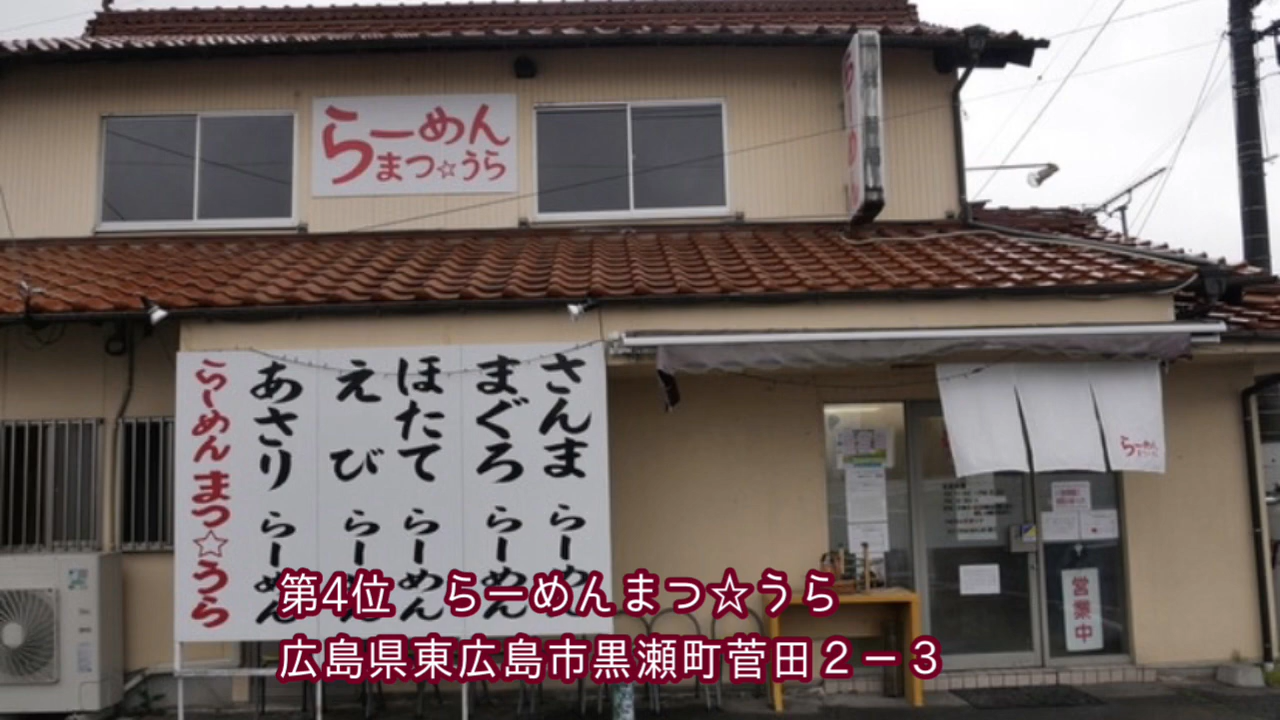 らーめん
まつ☆うら
さんま らーめん
まぐろ らーめん
ほたて らーめん
えび らーめん
あさり らーめん
らーめん まつ☆うら
らーめん
営業中
第4位 らーめんまつ☆うら
広島県東広島市黒瀬町菅田２－３